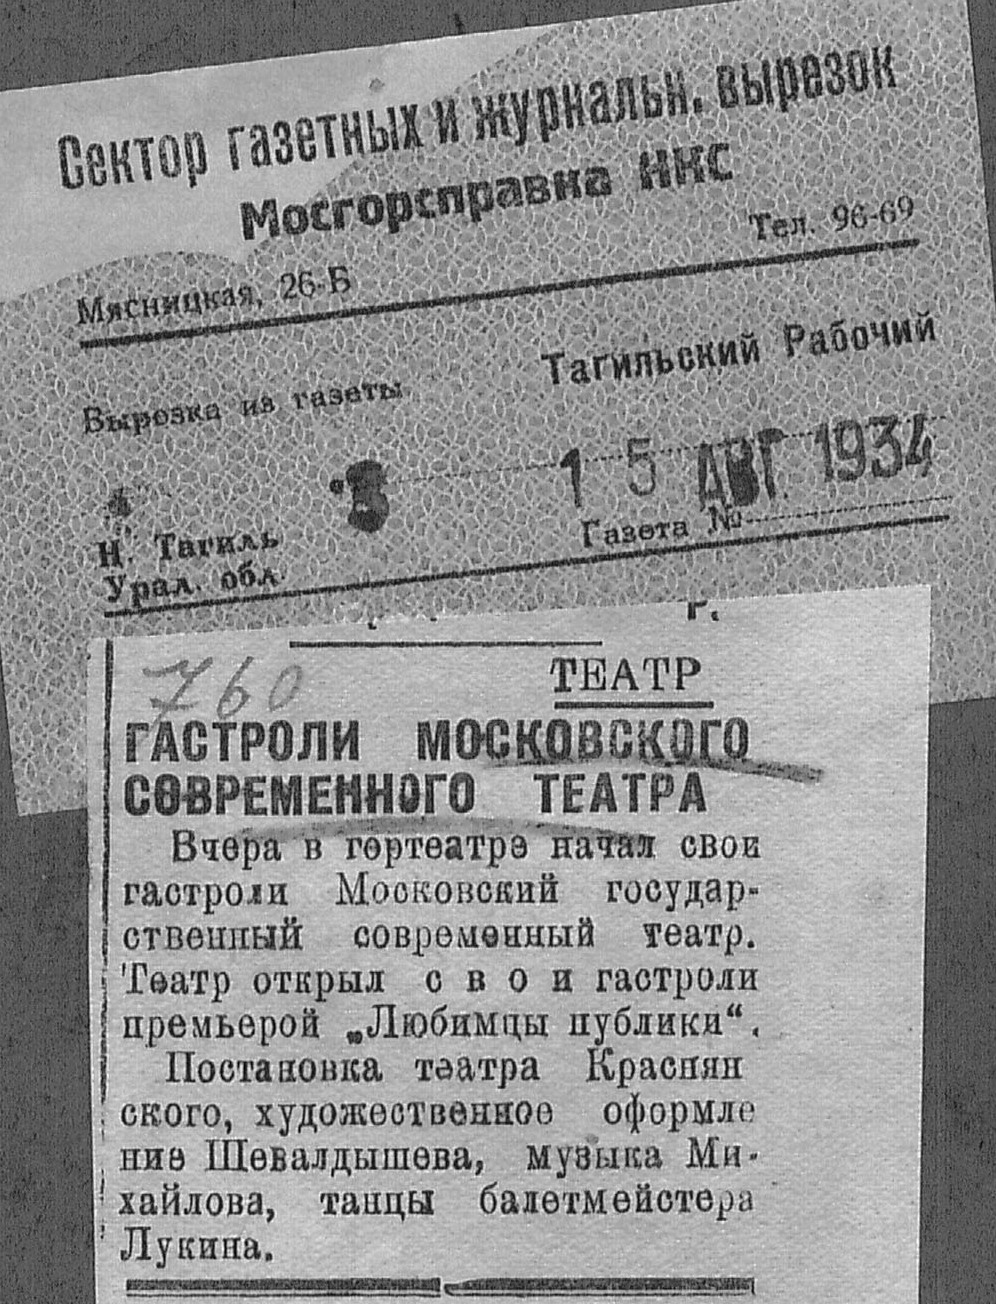 Сектор газетных и журнальн. вырезок
Мосгорсправка НКС
Мясницкая, 26-Б Тел. 96-69
Вырезка из газеты Тагильский Рабочий
15 АВГ. 1934
Н. Тагиль
Газета №
Урал. обл.
г.
760
ТЕАТР
ГАСТРОЛИ МОСКОВСКОГО
СОВРЕМЕННОГО ТЕАТРА
Вчера в гортеатре начал свои
гастроли Московский государ-
ственный современный театр.
Театр открыл свои гастроли
премьерой „Любимцы публики“.
Постановка театра Краснян
ского, художественное оформле
ние Шевалдышева, музыка Ми-
хайлова, танцы балетмейстера
Лукина.